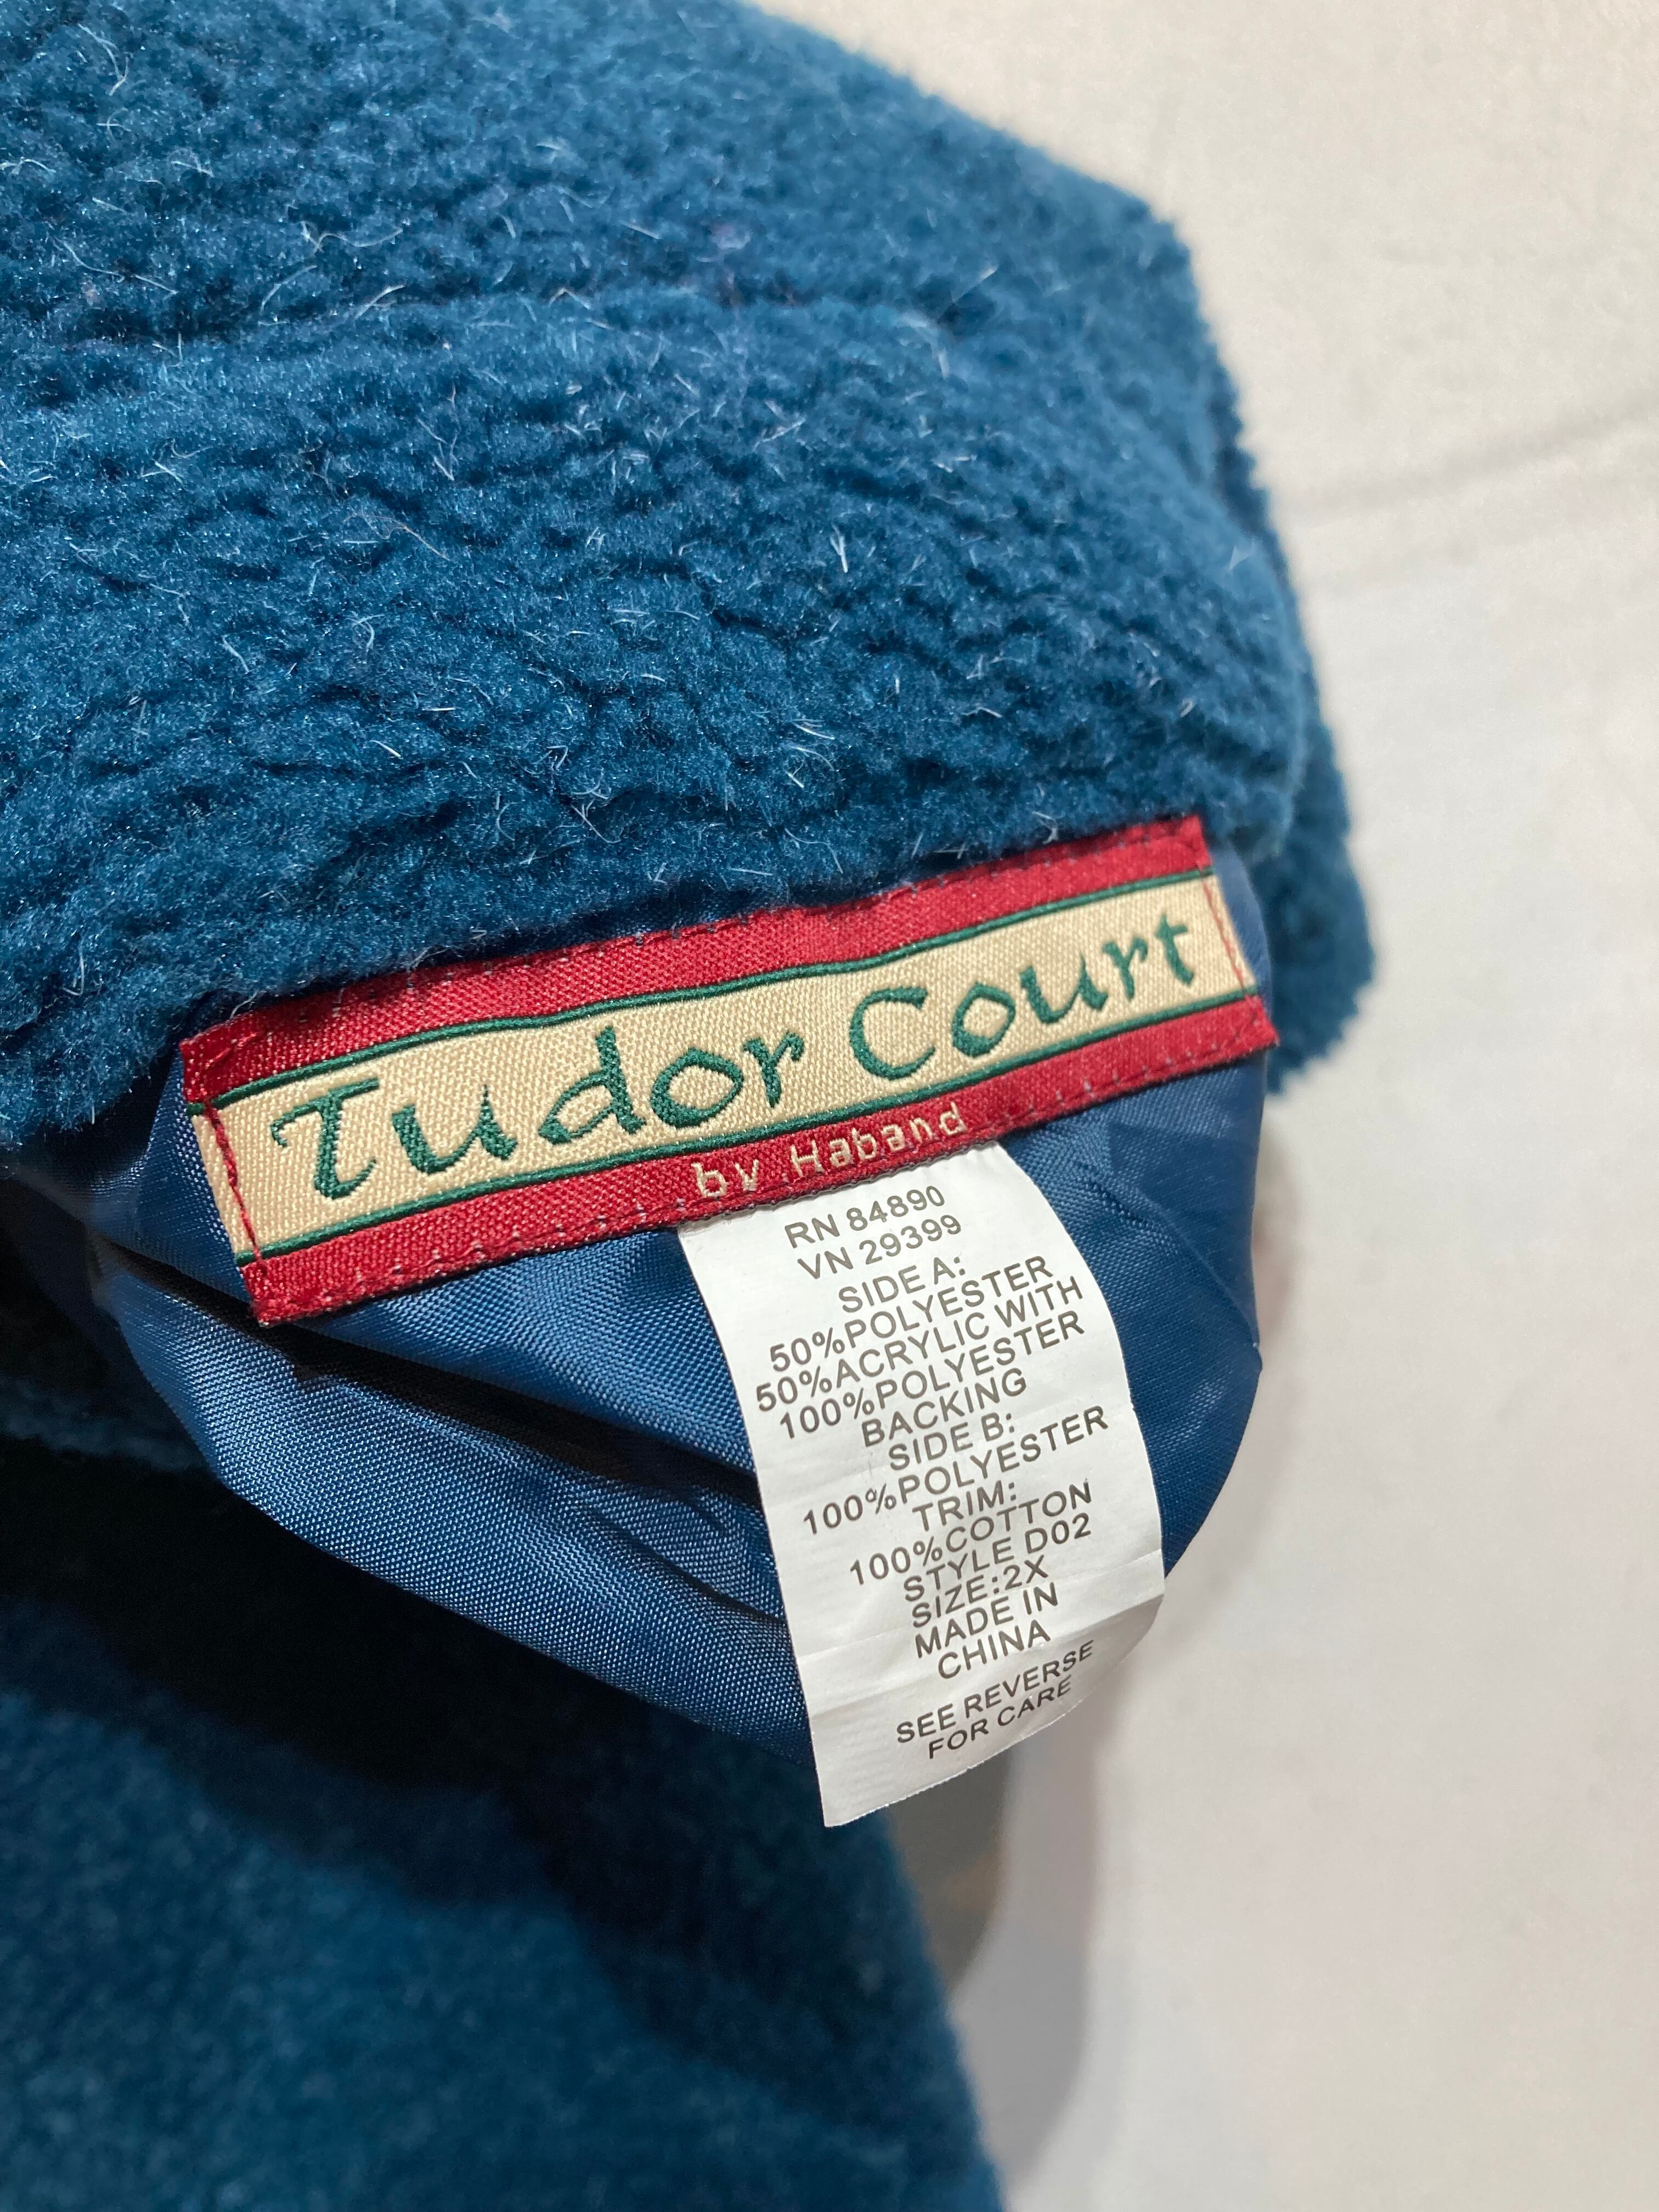 Tudor Court
by Haband
RN 84890
VN 29399
SIDE A:
50%POLYESTER
50%ACRYLIC WITH
100%POLYESTER
BACKING
SIDE B:
100%POLYESTER
TRIM:
100%COTTON
STYLE D02
SIZE:2X
MADE IN
CHINA
SEE REVERSE
FOR CARE